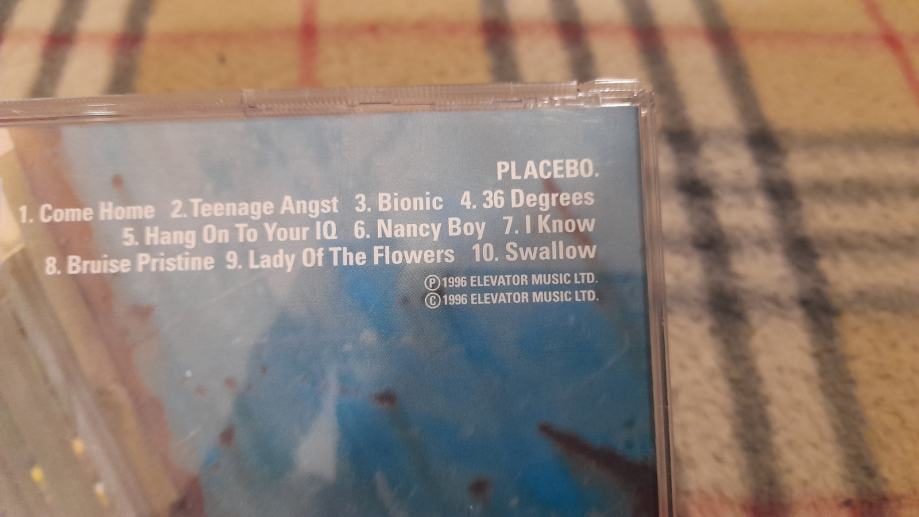 PLACEBO.
1. Come Home 2. Teenage Angst 3. Bionic 4. 36 Degrees
5. Hang On To Your IQ 6. Nancy Boy 7. I Know
8. Bruise Pristine 9. Lady Of The Flowers 10. Swallow
℗1996 ELEVATOR MUSIC LTD.
©1996 ELEVATOR MUSIC LTD.